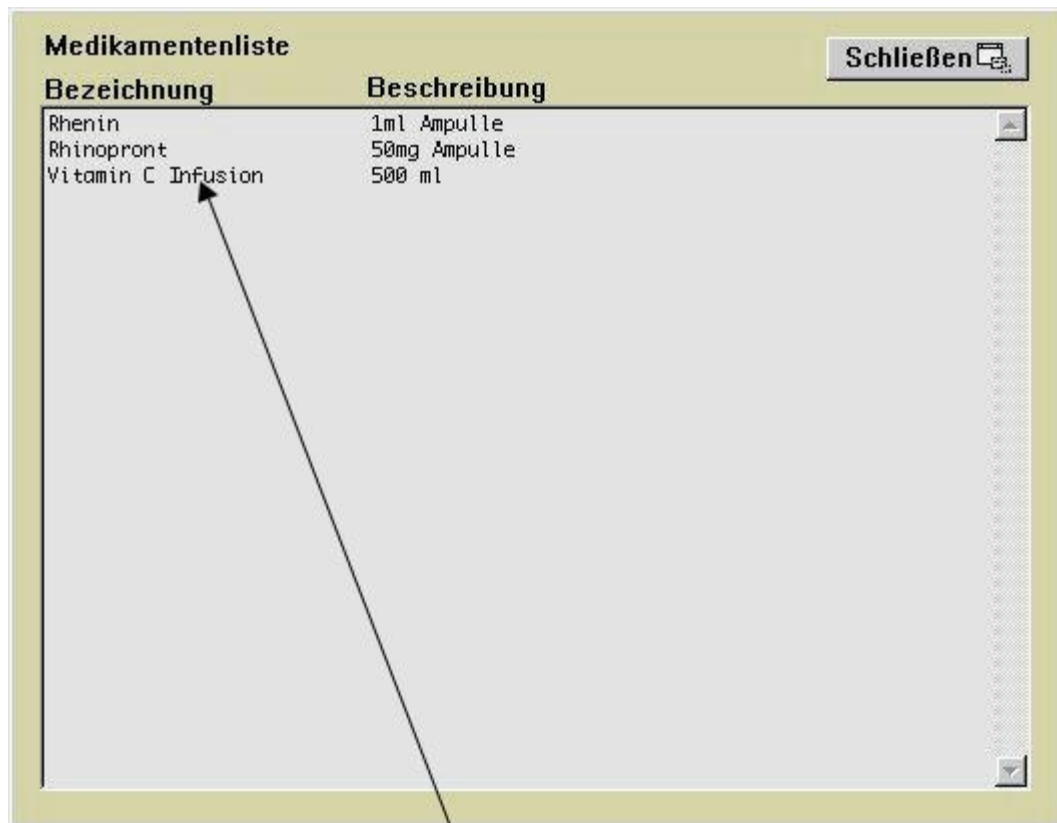 Medikamentenliste
Schließen
Bezeichnung Beschreibung
Rhenin 1ml Ampulle
Rhinopront 50mg Ampulle
Vitamin C Infusion 500 ml